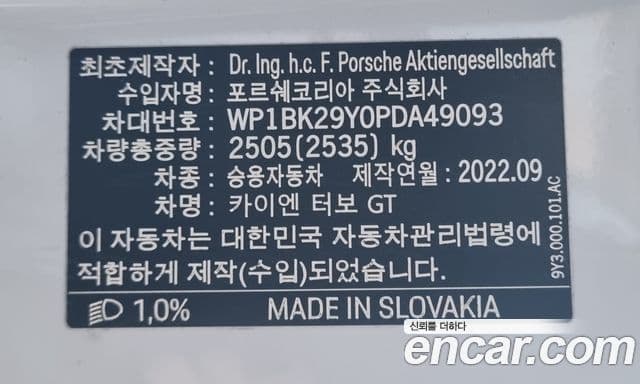 최초제작자 : Dr. Ing. h.c. F. Porsche Aktiengesellschaft
수입자명 : 포르쉐코리아 주식회사
차대번호 : WP1BK29Y0PDA49093
차량총중량 : 2505(2535) kg
차종 : 승용자동차 제작연월 : 2022.09
차명 : 카이엔 터보 GT
이 자동차는 대한민국 자동차관리법령에
적합하게 제작(수입)되었습니다.
1,0% MADE IN SLOVAKIA
9Y3.000.101.AC
신뢰를 더하다
encar.com